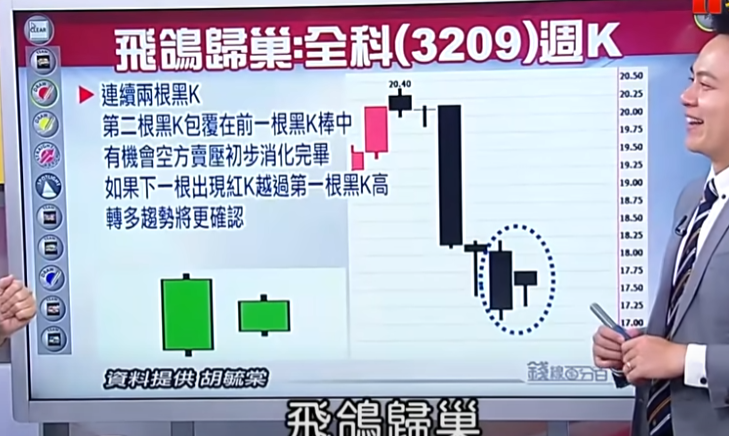 飛鴿歸巢:全科(3209)週K
連續兩根黑K
第二根黑K包覆在前一根黑K棒中
有機會空方賣壓初步消化完畢
如果下一根出現紅K越過第一根黑K高
轉多趨勢將更確認
20.40
20.50
20.25
20.00
19.75
19.50
19.25
19.00
18.75
18.50
18.25
18.00
17.75
17.50
17.25
17.00
資料提供 胡毓棠
錢線百分百
飛鴿歸巢
CLEAR